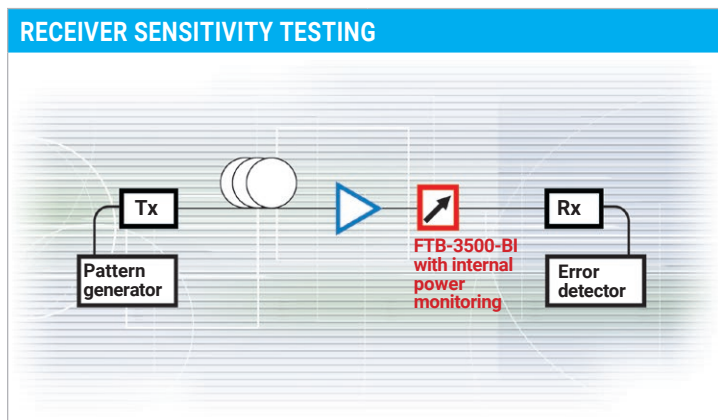 RECEIVER SENSITIVITY TESTING
Tx
Rx
Pattern
generator
FTB-3500-BI
with internal
power
monitoring
Error
detector